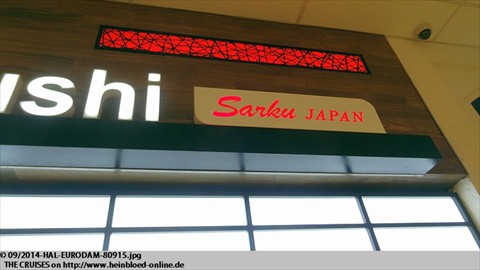 ushi
Sarku JAPAN
© 09/2014-HAL-EURODAM-80915.jpg
THE CRUISES on http://www.heinbloed-online.de